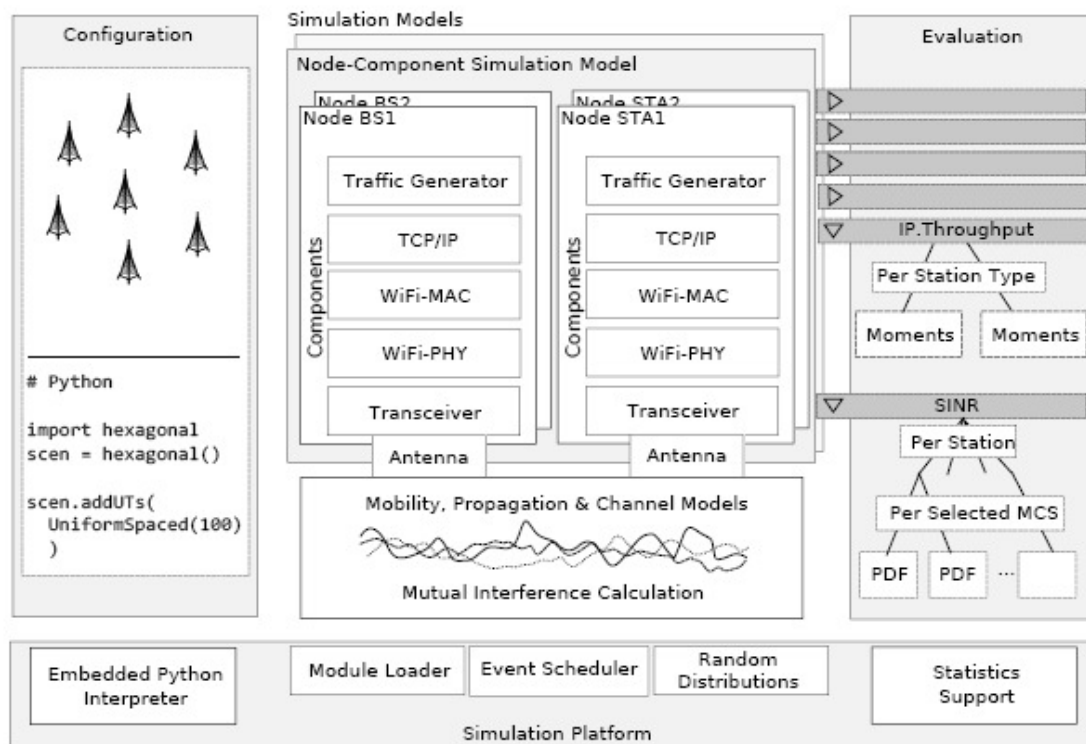 Configuration
# Python
import hexagonal
scen = hexagonal()
scen.addUTs(
UniformSpaced(100)
)
Simulation Models
Node-Component Simulation Model
Node BS2
Node BS1
Components
Traffic Generator
TCP/IP
WiFi-MAC
WiFi-PHY
Transceiver
Antenna
Node STA2
Node STA1
Components
Traffic Generator
TCP/IP
WiFi-MAC
WiFi-PHY
Transceiver
Antenna
Mobility, Propagation & Channel Models
Mutual Interference Calculation
Evaluation
IP.Throughput
Per Station Type
Moments
Moments
SINR
Per Station
Per Selected MCS
PDF
PDF
...
Embedded Python
Interpreter
Module Loader
Event Scheduler
Random
Distributions
Statistics
Support
Simulation Platform